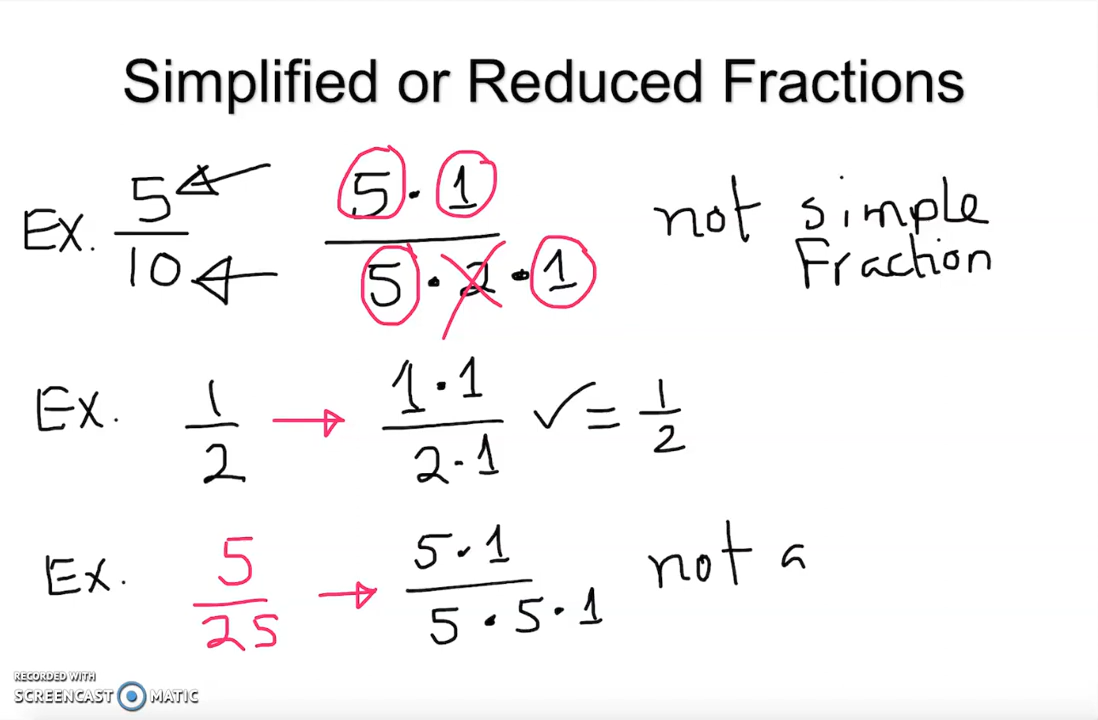 Simplified or Reduced Fractions
Ex. 5/10 5·1/5·2·1 not simple
Fraction
Ex. 1/2 → 1·1/2·1 ✓ = 1/2
Ex. 5/25 → 5·1/5·5·1 not a
RECORDED WITH
SCREENCAST MATIC